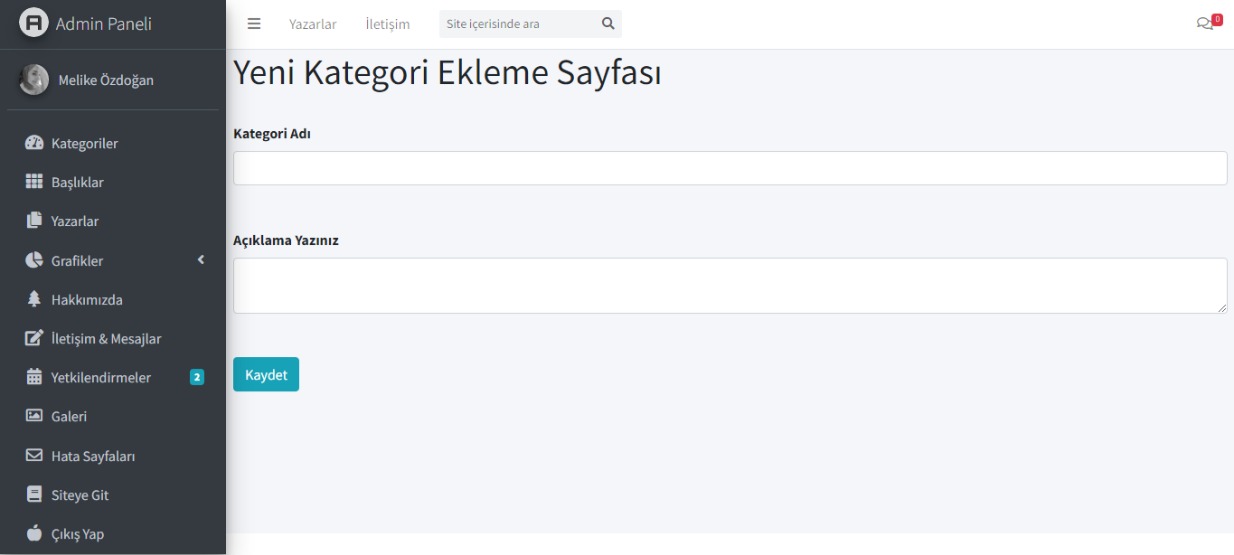 Admin Paneli
Yazarlar
İletişim
Site içerisinde ara
0
Melike Özdoğan
Kategoriler
Başlıklar
Yazarlar
Grafikler
Hakkımızda
İletişim & Mesajlar
Yetkilendirmeler 2
Galeri
Hata Sayfaları
Siteye Git
Çıkış Yap
Yeni Kategori Ekleme Sayfası
Kategori Adı
Açıklama Yazınız
Kaydet